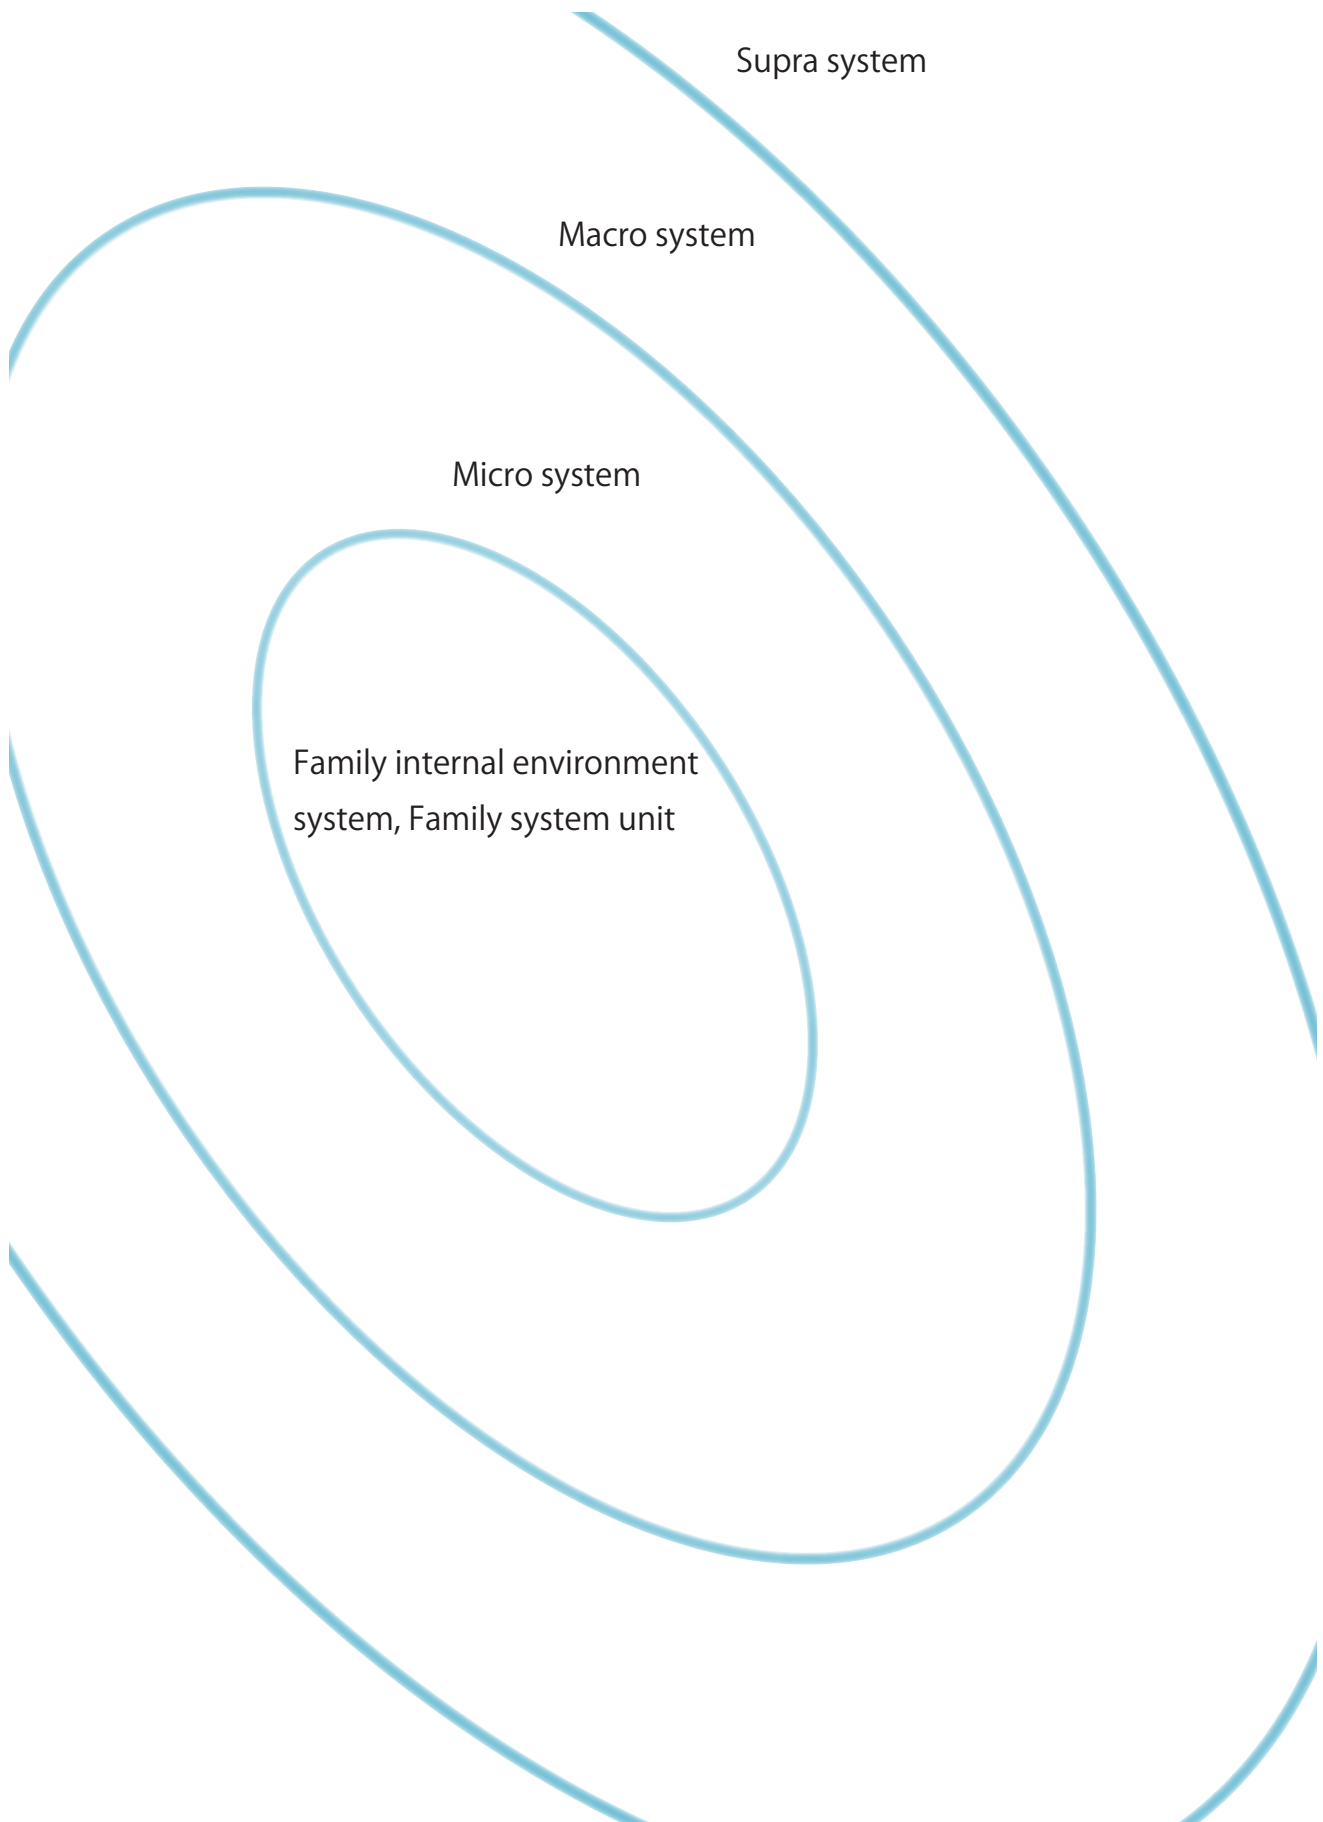 Supra system
Macro system
Micro system
Family internal environment
system, Family system unit